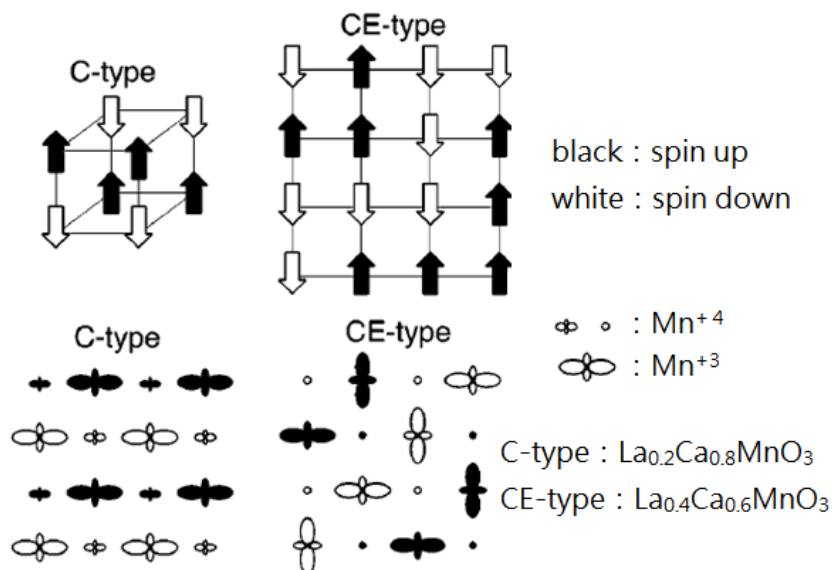 C-type
CE-type
black : spin up
white : spin down
C-type
CE-type
: Mn+4
: Mn+3
C-type : La0.2Ca0.8MnO3
CE-type : La0.4Ca0.6MnO3